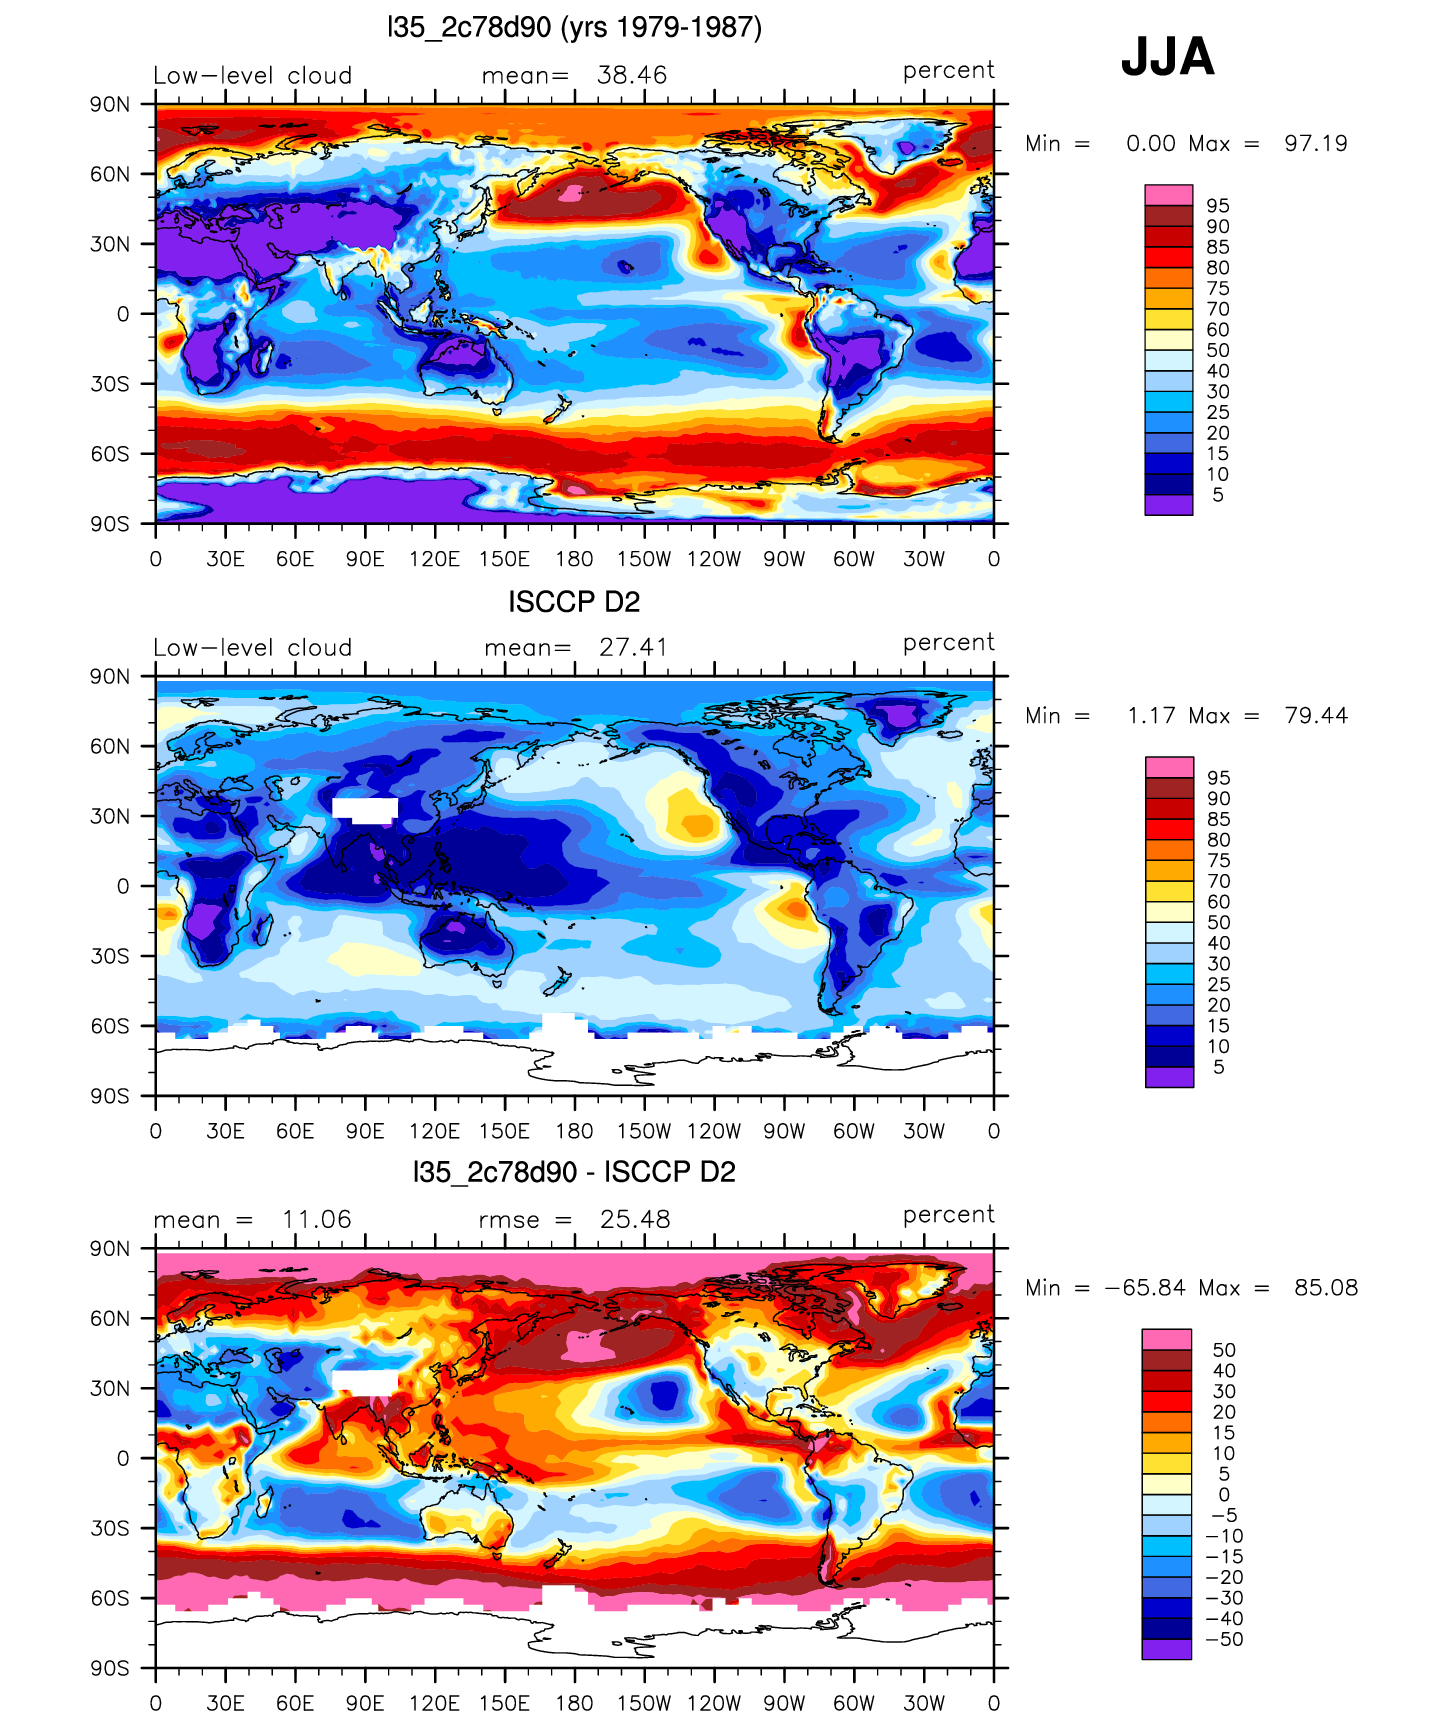 l35_2c78d90 (yrs 1979-1987)
JJA
Low-level cloud mean= 38.46 percent
Min = 0.00 Max = 97.19
90N
60N
30N
0
30S
60S
90S
0 30E 60E 90E 120E 150E 180 150W 120W 90W 60W 30W 0
95
90
85
80
75
70
60
50
40
30
25
20
15
10
5
ISCCP D2
Low-level cloud mean= 27.41 percent
Min = 1.17 Max = 79.44
90N
60N
30N
0
30S
60S
90S
0 30E 60E 90E 120E 150E 180 150W 120W 90W 60W 30W 0
95
90
85
80
75
70
60
50
40
30
25
20
15
10
5
l35_2c78d90 - ISCCP D2
mean = 11.06 rmse = 25.48 percent
Min = -65.84 Max = 85.08
90N
60N
30N
0
30S
60S
90S
0 30E 60E 90E 120E 150E 180 150W 120W 90W 60W 30W 0
50
40
30
20
15
10
5
0
-5
-10
-15
-20
-30
-40
-50